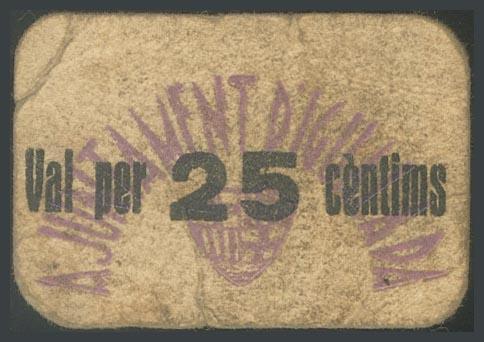 AJUNTAMENT D'IGUALADA
Val per 25 cèntims